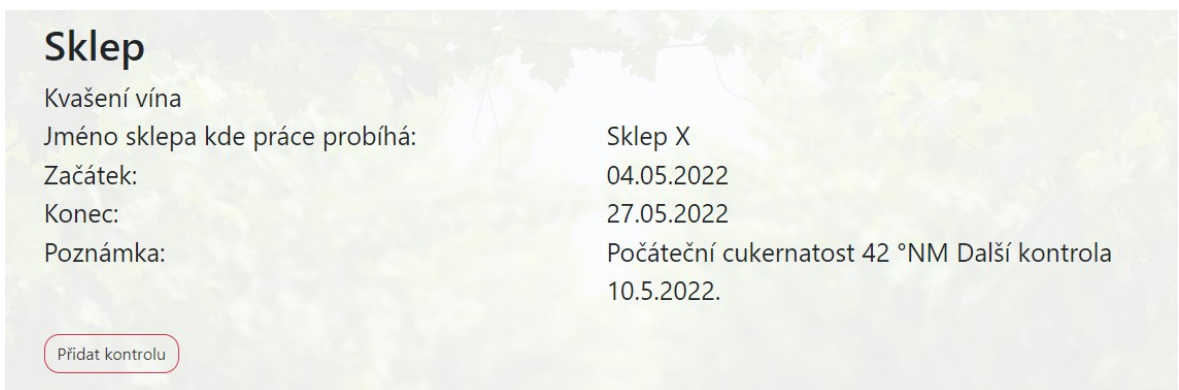 Sklep
Kvašení vína
Jméno sklepa kde práce probíhá: Sklep X
Začátek: 04.05.2022
Konec: 27.05.2022
Poznámka: Počáteční cukernatost 42 °NM Další kontrola
10.5.2022.
Přidat kontrolu